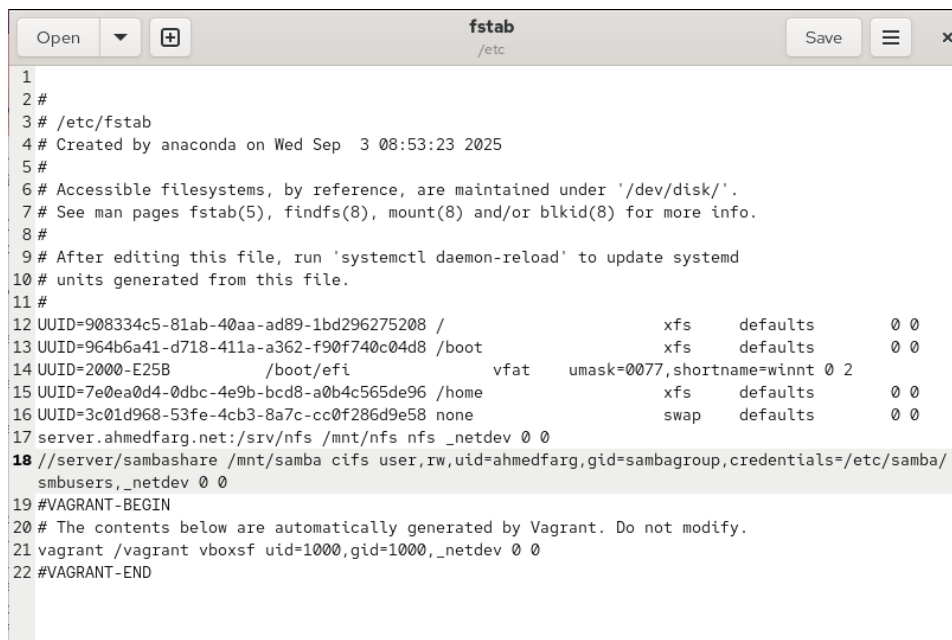 Open
fstab
/etc
Save
1
2 #
3 # /etc/fstab
4 # Created by anaconda on Wed Sep  3 08:53:23 2025
5 #
6 # Accessible filesystems, by reference, are maintained under '/dev/disk/'.
7 # See man pages fstab(5), findfs(8), mount(8) and/or blkid(8) for more info.
8 #
9 # After editing this file, run 'systemctl daemon-reload' to update systemd
10 # units generated from this file.
11 #
12 UUID=908334c5-81ab-40aa-ad89-1bd296275208 /                       xfs     defaults        0 0
13 UUID=964b6a41-d718-411a-a362-f90f740c04d8 /boot                   xfs     defaults        0 0
14 UUID=2000-E25B          /boot/efi               vfat    umask=0077,shortname=winnt 0 2
15 UUID=7e0ea0d4-0dbc-4e9b-bcd8-a0b4c565de96 /home                   xfs     defaults        0 0
16 UUID=3c01d968-53fe-4cb3-8a7c-cc0f286d9e58 none                    swap    defaults        0 0
17 server.ahmedfarg.net:/srv/nfs /mnt/nfs nfs _netdev 0 0
18 //server/sambashare /mnt/samba cifs user,rw,uid=ahmedfarg,gid=sambagroup,credentials=/etc/samba/
smbusers,_netdev 0 0
19 #VAGRANT-BEGIN
20 # The contents below are automatically generated by Vagrant. Do not modify.
21 vagrant /vagrant vboxsf uid=1000,gid=1000,_netdev 0 0
22 #VAGRANT-END